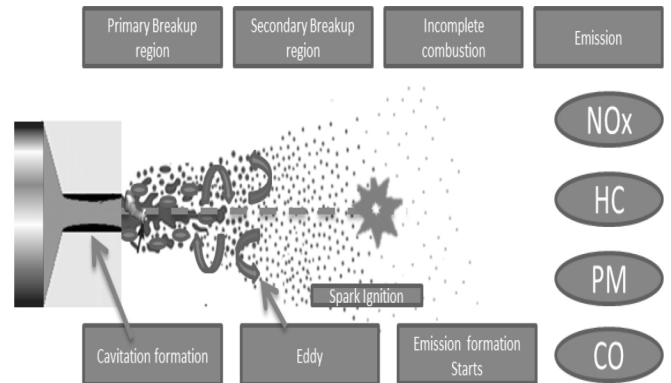 Primary Breakup
region
Secondary Breakup
region
Incomplete
combustion
Emission
NOx
HC
PM
CO
Spark Ignition
Cavitation formation
Eddy
Emission formation
Starts